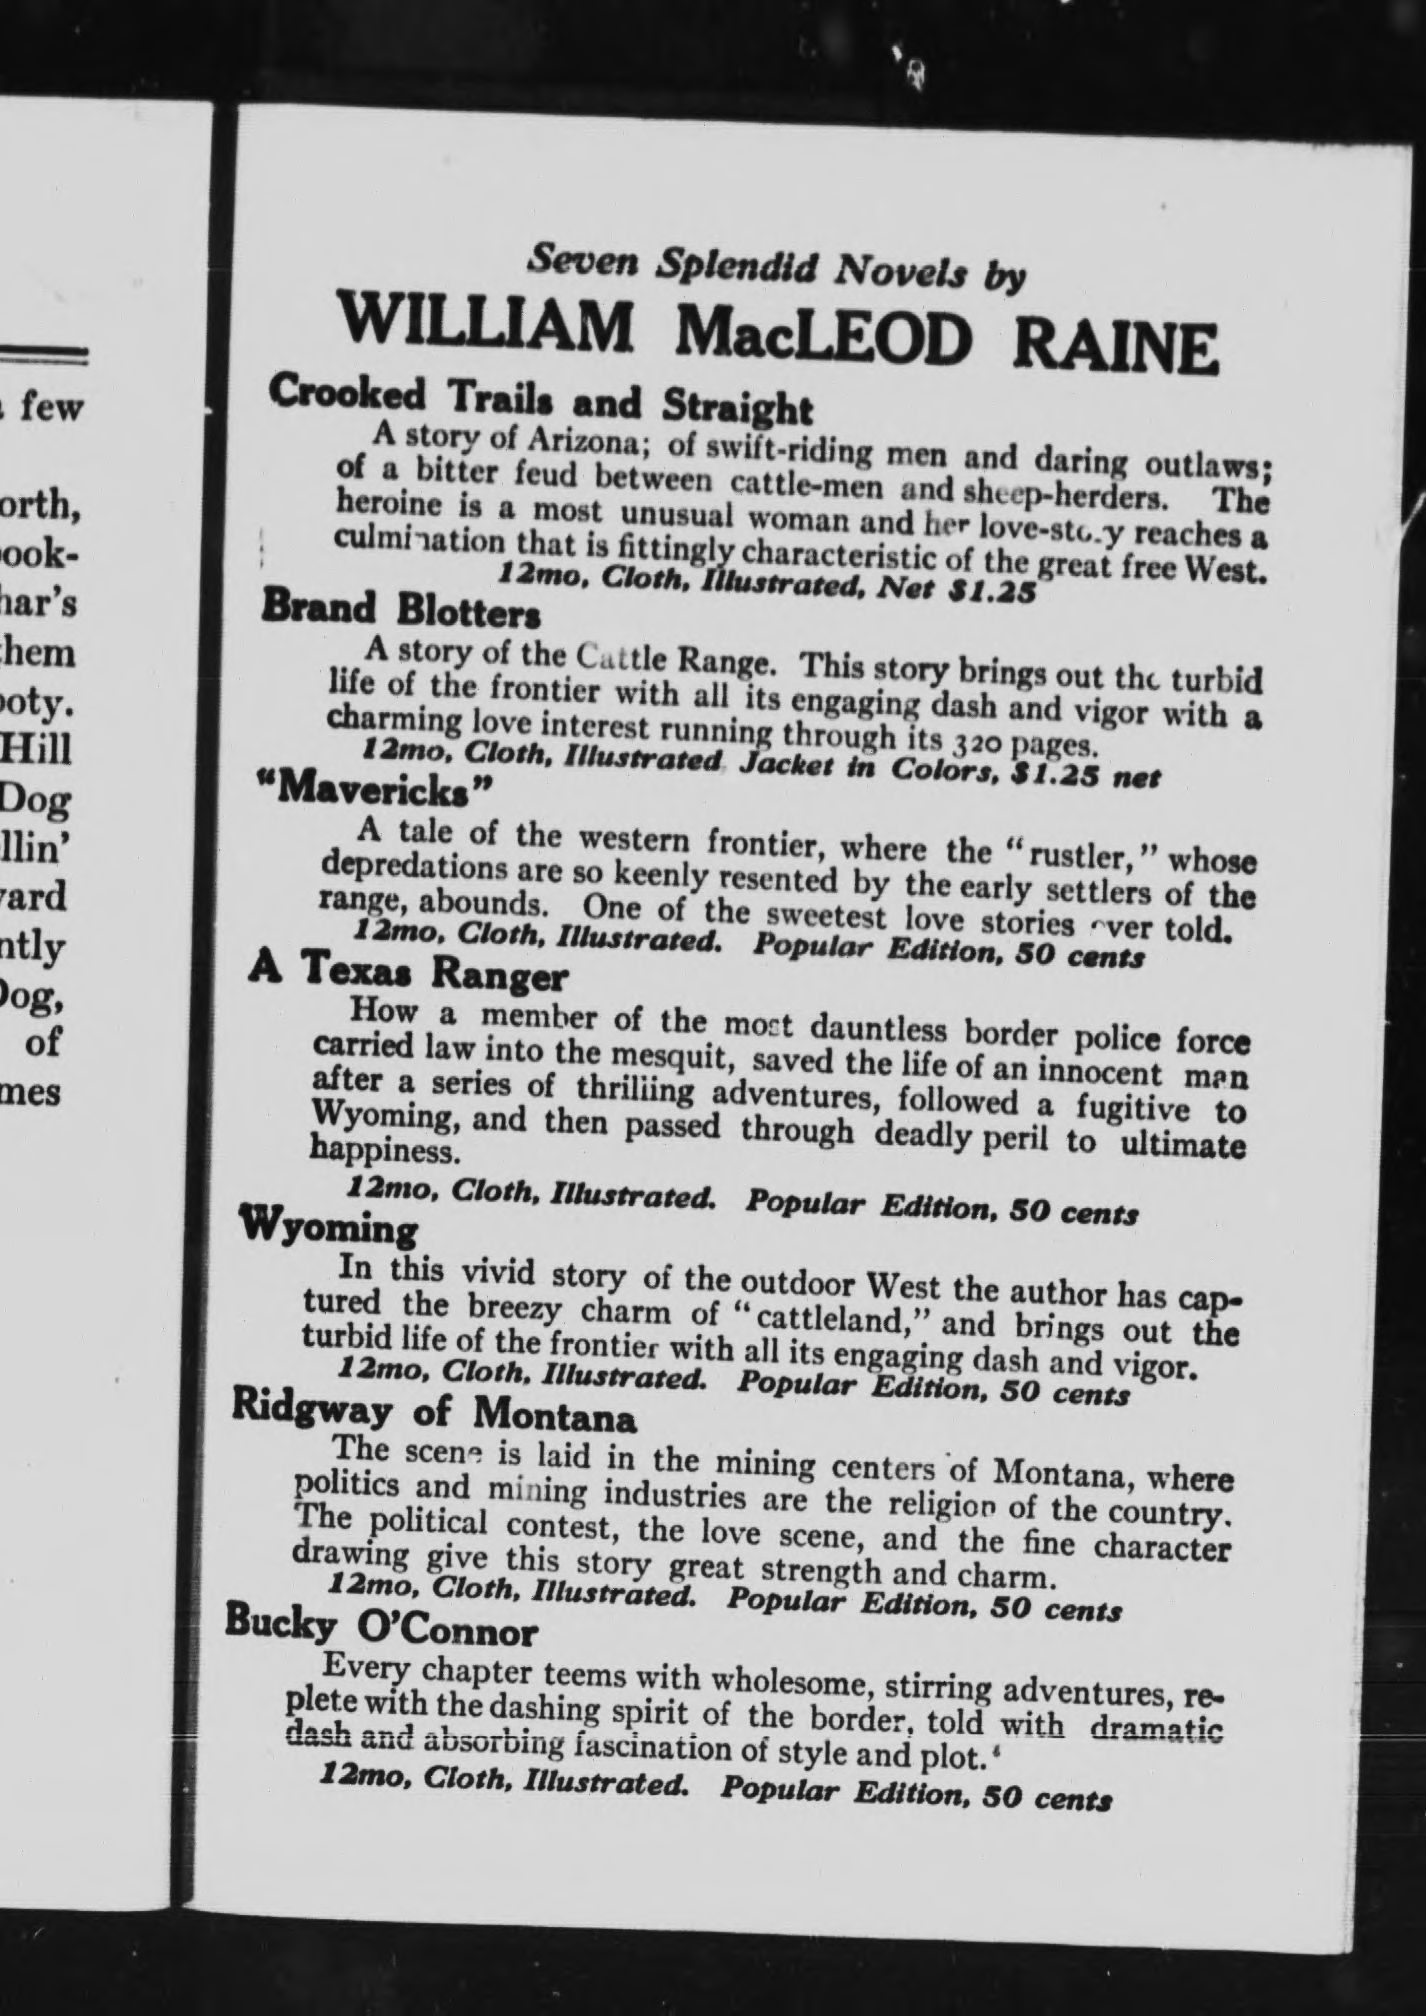 few
orth,
ook-
har's
hem
oty.
Hill
Dog
llin'
ard
ntly
Dog,
of
mes
Seven Splendid Novels by
WILLIAM MacLEOD RAINE
Crooked Trails and Straight
A story of Arizona; of swift-riding men and daring outlaws;
of a bitter feud between cattle-men and sheep-herders. The
heroine is a most unusual woman and her love-story reaches a
culmination that is fittingly characteristic of the great free West.
12mo, Cloth, Illustrated, Net $1.25
Brand Blotters
A story of the Cattle Range. This story brings out the turbid
life of the frontier with all its engaging dash and vigor with a
charming love interest running through its 320 pages.
12mo, Cloth, Illustrated Jacket in Colors, $1.25 net
"Mavericks"
A tale of the western frontier, where the "rustler," whose
depredations are so keenly resented by the early settlers of the
range, abounds. One of the sweetest love stories ever told.
12mo, Cloth, Illustrated. Popular Edition, 50 cents
A Texas Ranger
How a member of the most dauntless border police force
carried law into the mesquit, saved the life of an innocent man
after a series of thrilling adventures, followed a fugitive to
Wyoming, and then passed through deadly peril to ultimate
happiness.
12mo, Cloth, Illustrated. Popular Edition, 50 cents
Wyoming
In this vivid story of the outdoor West the author has cap-
tured the breezy charm of "cattleland," and brings out the
turbid life of the frontier with all its engaging dash and vigor.
12mo, Cloth, Illustrated. Popular Edition, 50 cents
Ridgway of Montana
The scene is laid in the mining centers of Montana, where
politics and mining industries are the religion of the country.
The political contest, the love scene, and the fine character
drawing give this story great strength and charm.
12mo, Cloth, Illustrated. Popular Edition, 50 cents
Bucky O'Connor
Every chapter teems with wholesome, stirring adventures, re-
plete with the dashing spirit of the border, told with dramatic
dash and absorbing fascination of style and plot.
12mo, Cloth, Illustrated. Popular Edition, 50 cents